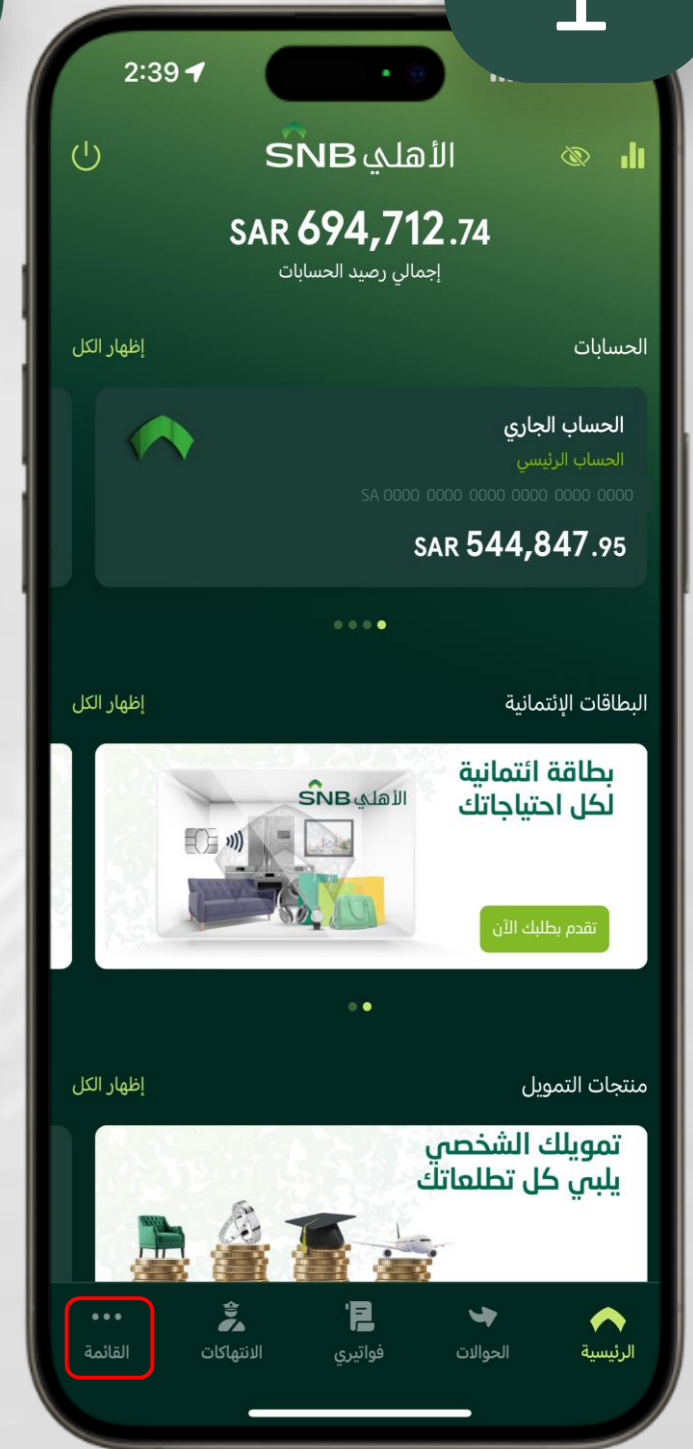 1
2:39
الأهلي SNB
SAR 694,712.74
إجمالي رصيد الحسابات
الحسابات
إظهار الكل
الحساب الجاري
الحساب الرئيسي
SA 0000 0000 0000 0000 0000 0000
SAR 544,847.95
البطاقات الإئتمانية
إظهار الكل
بطاقة ائتمانية
لكل احتياجاتك
الأهلي SNB
تقدم بطلبك الآن
منتجات التمويل
إظهار الكل
تمويلك الشخصي
يلبي كل تطلعاتك
الرئيسية
الحوالات
فواتيري
الانتهاكات
القائمة